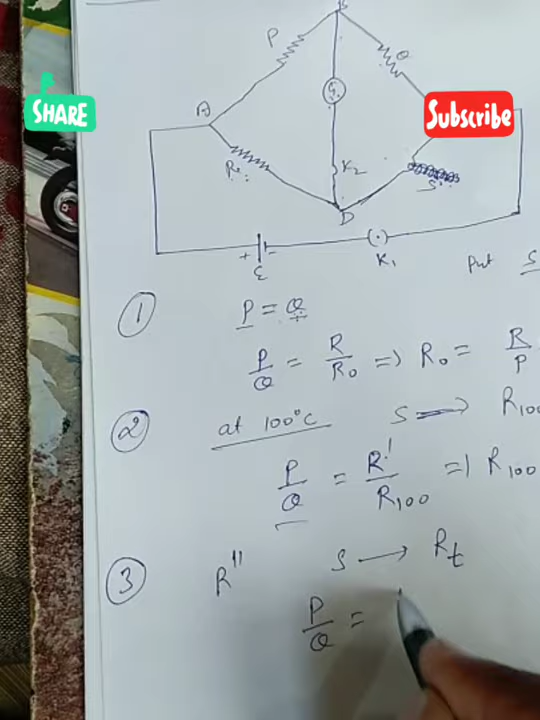 B
P
Q
G
SHARE
Subscribe
A
R
K2
S
D
+ -
ε
K1
Put S
① P = Q
P/Q = R/R₀ => R₀ = R/P
② at 100°C S → R100
P/Q = R'/R₁₀₀ => R100
③ R" S → Rt
P/Q =